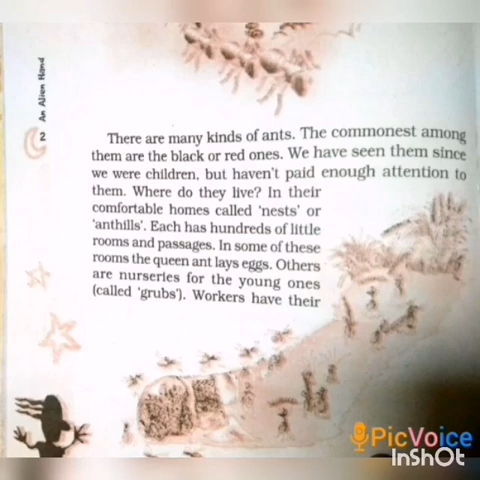 An Alien Hand
2
There are many kinds of ants. The commonest among
them are the black or red ones. We have seen them since
we were children, but haven't paid enough attention to
them. Where do they live? In their
comfortable homes called 'nests' or
'anthills'. Each has hundreds of little
rooms and passages. In some of these
rooms the queen ant lays eggs. Others
are nurseries for the young ones
(called 'grubs'). Workers have their
PicVoice
InShOt